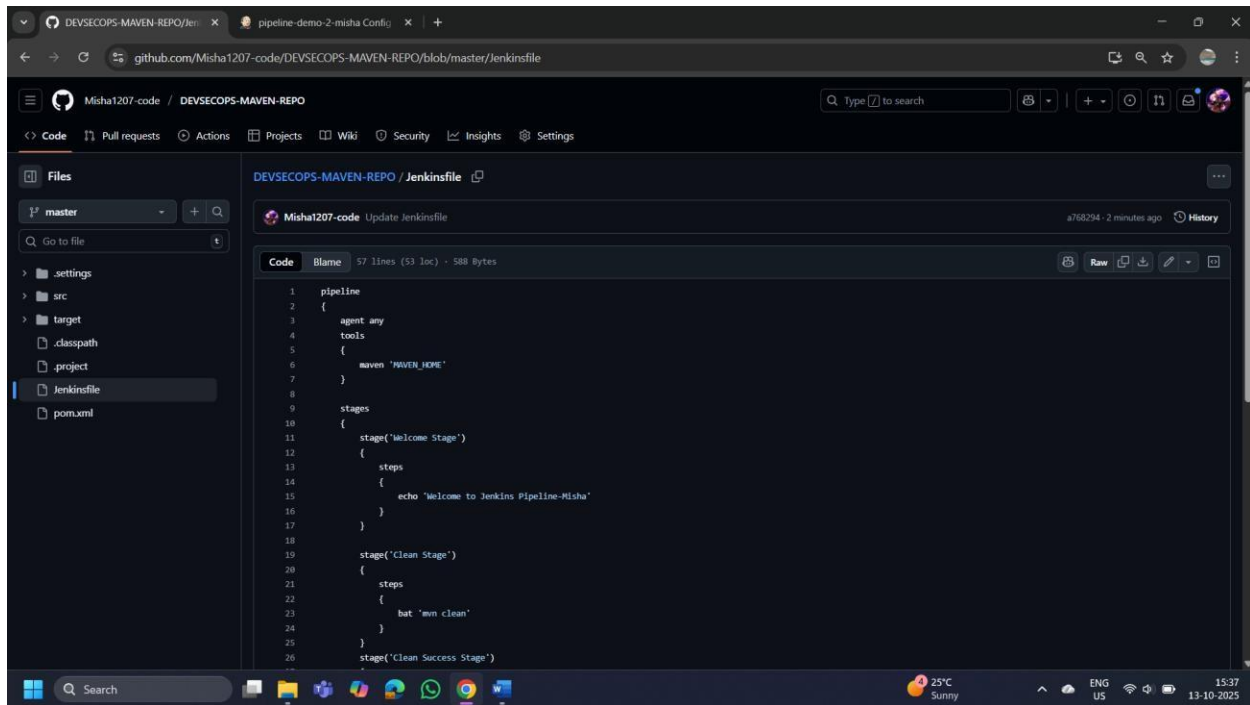 DEVSECOPS-MAVEN-REPO/Jen
pipeline-demo-2-misha Config
github.com/Misha1207-code/DEVSECOPS-MAVEN-REPO/blob/master/Jenkinsfile
Misha1207-code / DEVSECOPS-MAVEN-REPO
Type / to search
Code Pull requests Actions Projects Wiki Security Insights Settings
Files
DEVSECOPS-MAVEN-REPO / Jenkinsfile
master
Misha1207-code Update Jenkinsfile
a768294 · 2 minutes ago History
Go to file t
Code Blame 57 lines (53 loc) · 588 Bytes
Raw
.settings
src
target
.classpath
.project
Jenkinsfile
pom.xml
1 pipeline
2 {
3 agent any
4 tools
5 {
6 maven 'MAVEN_HOME'
7 }
8
9 stages
10 {
11 stage('Welcome Stage')
12 {
13 steps
14 {
15 echo 'Welcome to Jenkins Pipeline-Misha'
16 }
17 }
18
19 stage('Clean Stage')
20 {
21 steps
22 {
23 bat 'mvn clean'
24 }
25 }
26 stage('Clean Success Stage')
Search
4
25°C
Sunny
ENG
US
15:37
13-10-2025